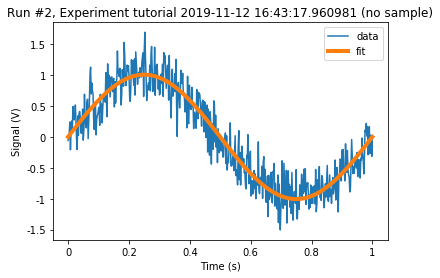 Run #2, Experiment tutorial 2019-11-12 16:43:17.960981 (no sample)
data
fit
Signal (V)
1.5
1
0.5
0
-0.5
-1
-1.5
0
0.2
0.4
0.6
0.8
1
Time (s)